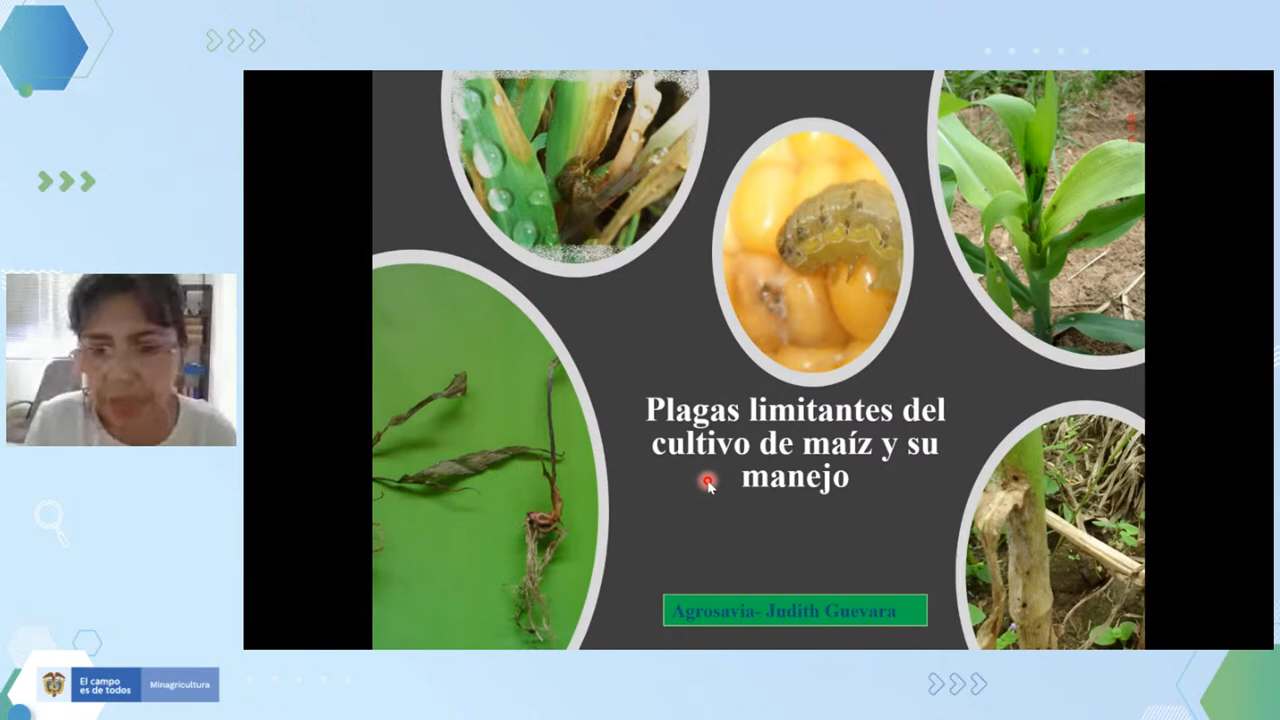 Plagas limitantes del
cultivo de maíz y su
manejo
Agrosavia- Judith Guevara
El campo
es de todos
Minagricultura